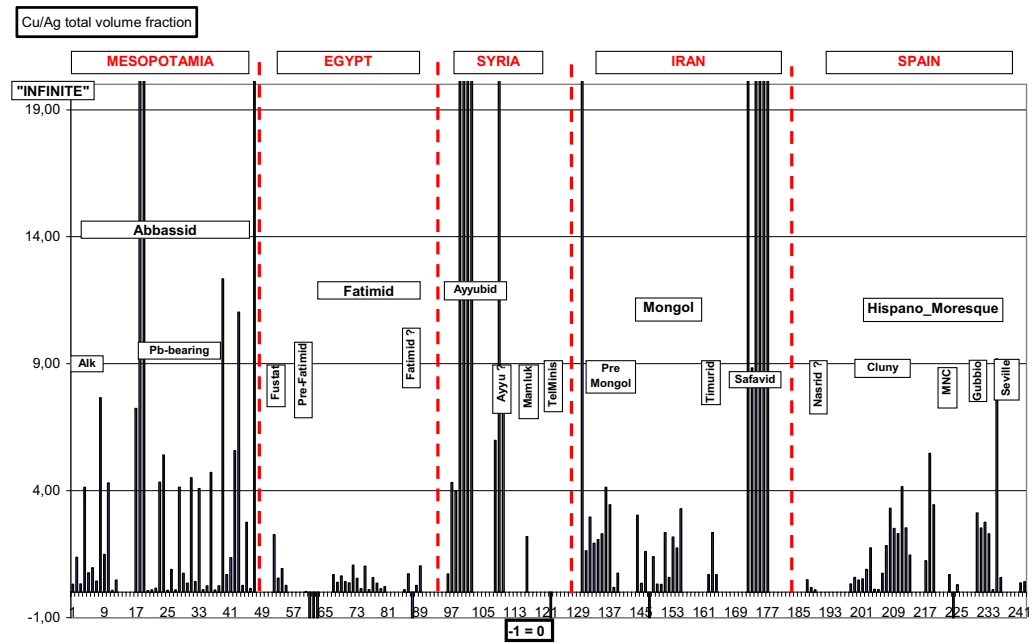 Cu/Ag total volume fraction
MESOPOTAMIA EGYPT SYRIA IRAN SPAIN
"INFINITE"
19,00
14,00
Abbassid
Fatimid
Ayyubid
Mongol
Hispano_Moresque
9,00
Alk
Pb-bearing
Fustat
Pre-Fatimid
Fatimid ?
Ayyu ?
Mamluk
TelMinis
Pre
Mongol
Timurid
Safavid
Nasrid ?
Cluny
MNC
Gubbio
Seville
4,00
-1,00
1 9 17 25 33 41 49 57 65 73 81 89 97 105 113 121 129 137 145 153 161 169 177 185 193 201 209 217 225 233 241
-1 = 0